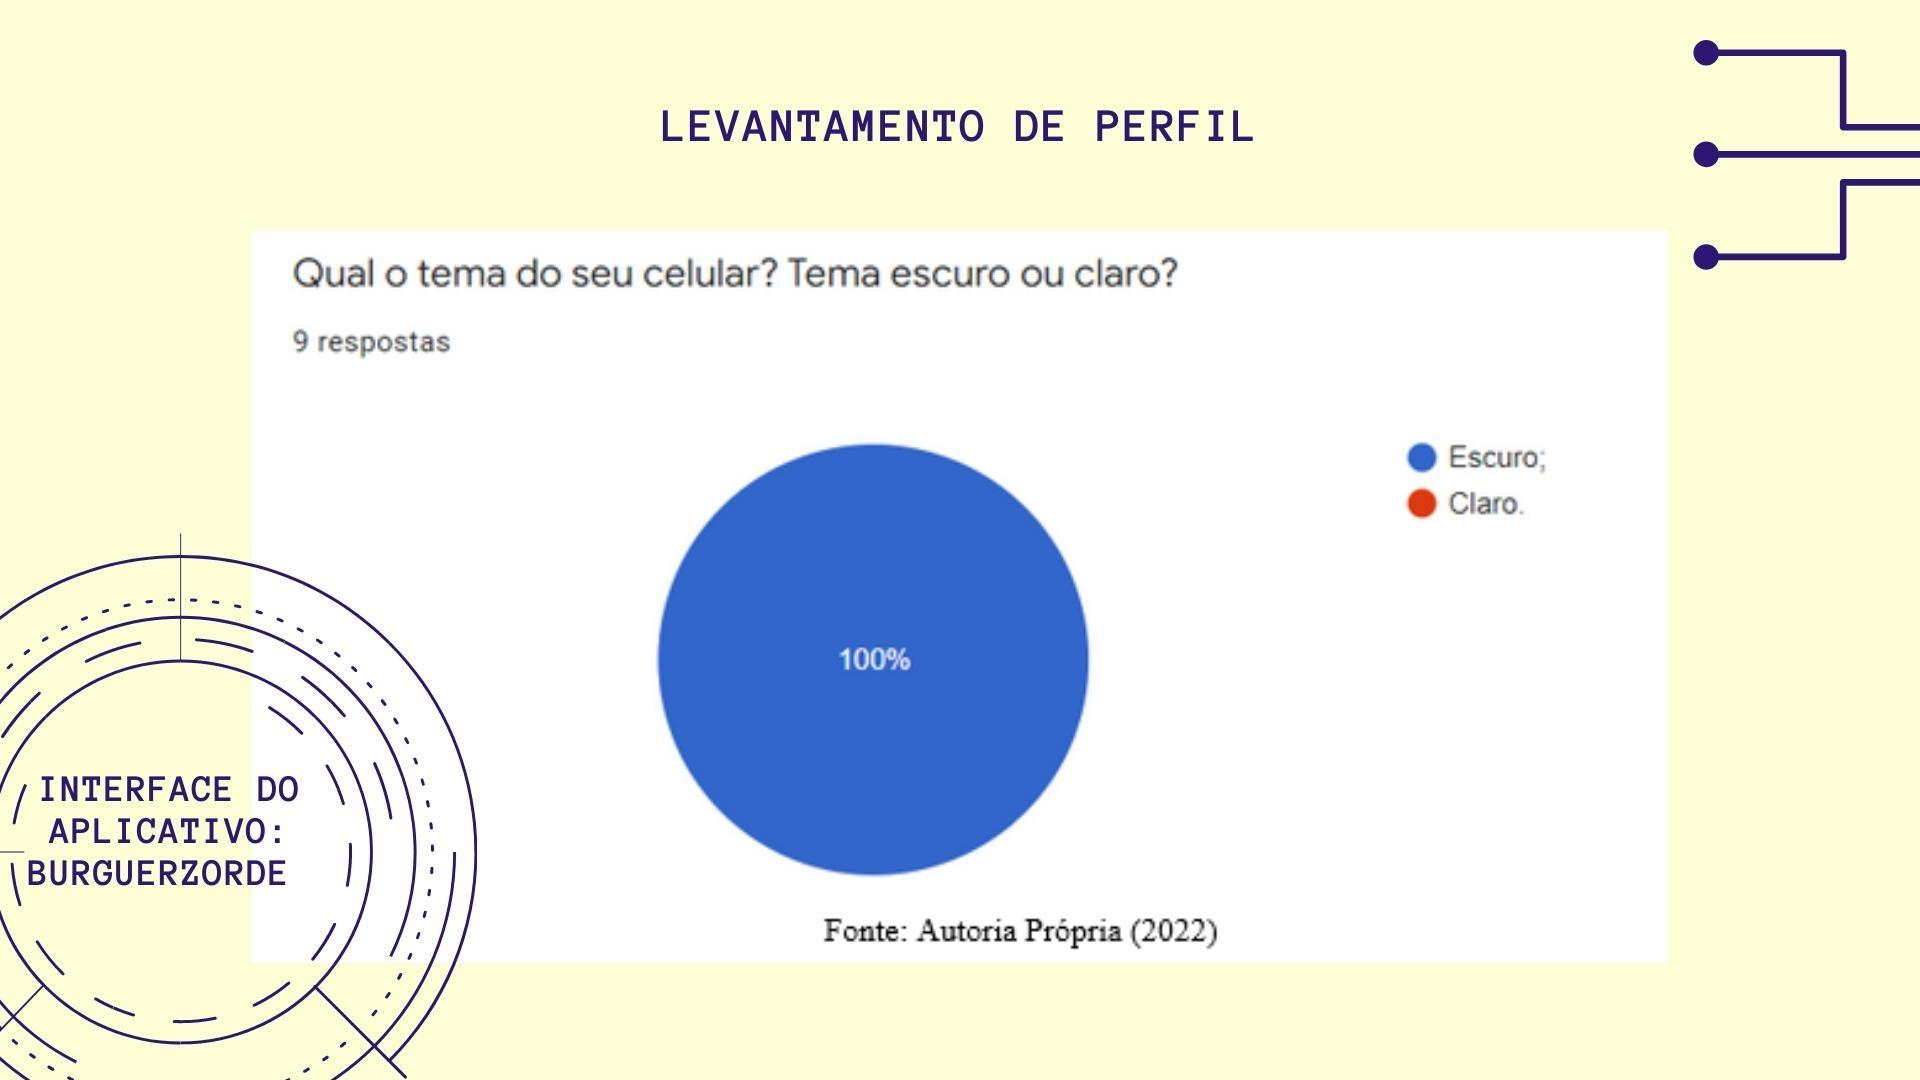 LEVANTAMENTO DE PERFIL
Qual o tema do seu celular? Tema escuro ou claro?
9 respostas
Escuro;
Claro.
100%
INTERFACE DO
APLICATIVO:
BURGUERZORDE
Fonte: Autoria Própria (2022)